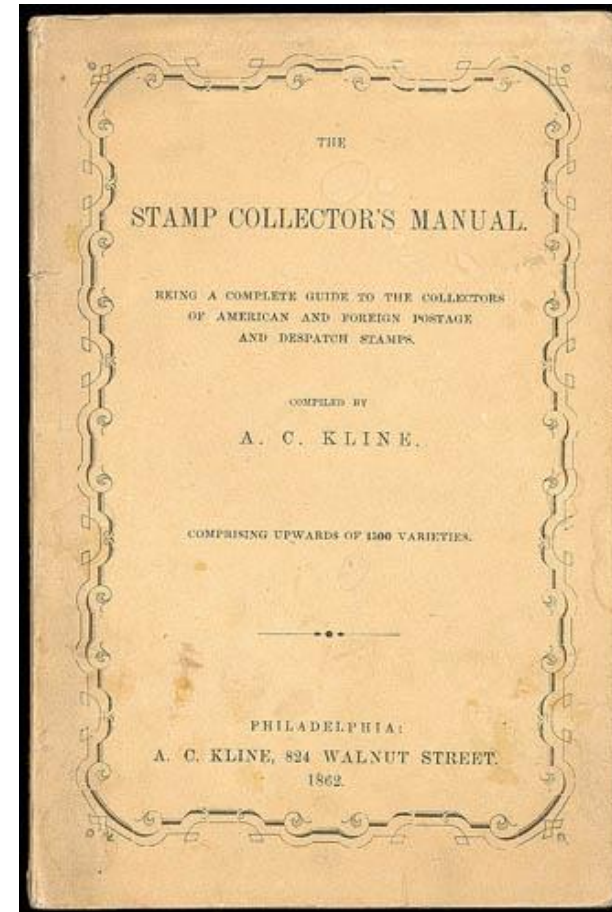 THE
STAMP COLLECTOR'S MANUAL.
BEING A COMPLETE GUIDE TO THE COLLECTORS
OF AMERICAN AND FOREIGN POSTAGE
AND DESPATCH STAMPS.
COMPILED BY
A. C. KLINE.
COMPRISING UPWARDS OF 1500 VARIETIES.
PHILADELPHIA:
A. C. KLINE, 824 WALNUT STREET.
1862.